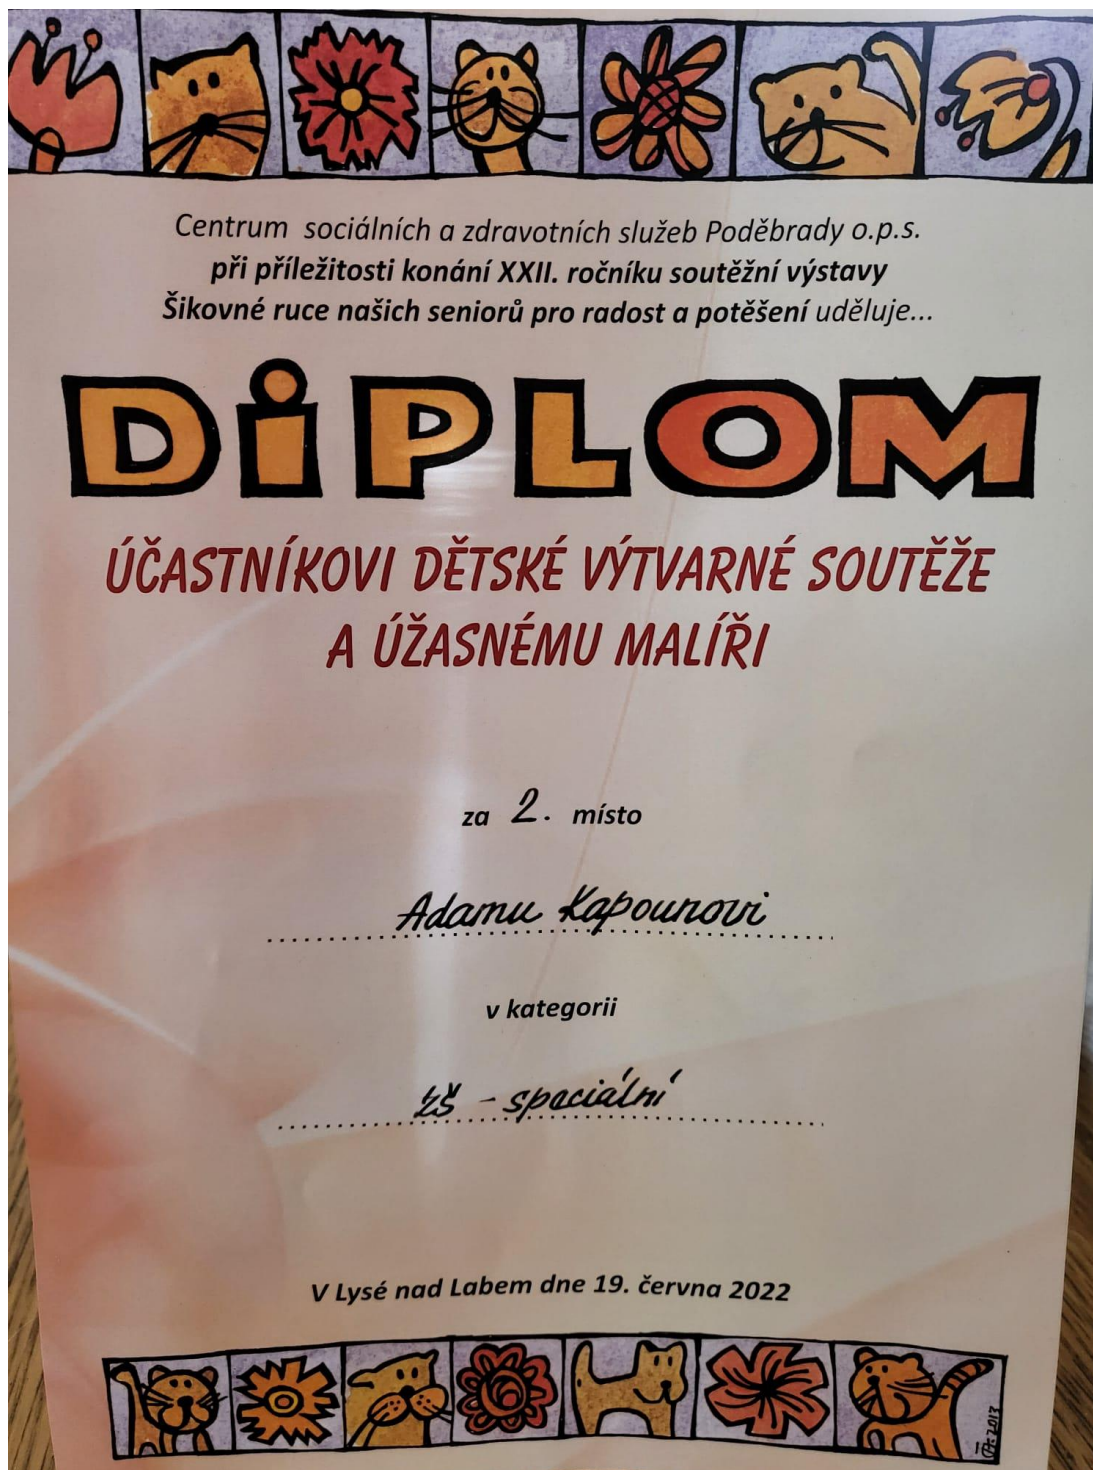 Centrum sociálních a zdravotních služeb Poděbrady o.p.s.
při příležitosti konání XXII. ročníku soutěžní výstavy
Šikovné ruce našich seniorů pro radost a potěšení uděluje...
DiPLOM
ÚČASTNÍKOVI DĚTSKÉ VÝTVARNÉ SOUTĚŽE
A ÚŽASNÉMU MALÍŘI
za 2. místo
Adamu Kapounovi
v kategorii
ZŠ - speciální
V Lysé nad Labem dne 19. června 2022
2013